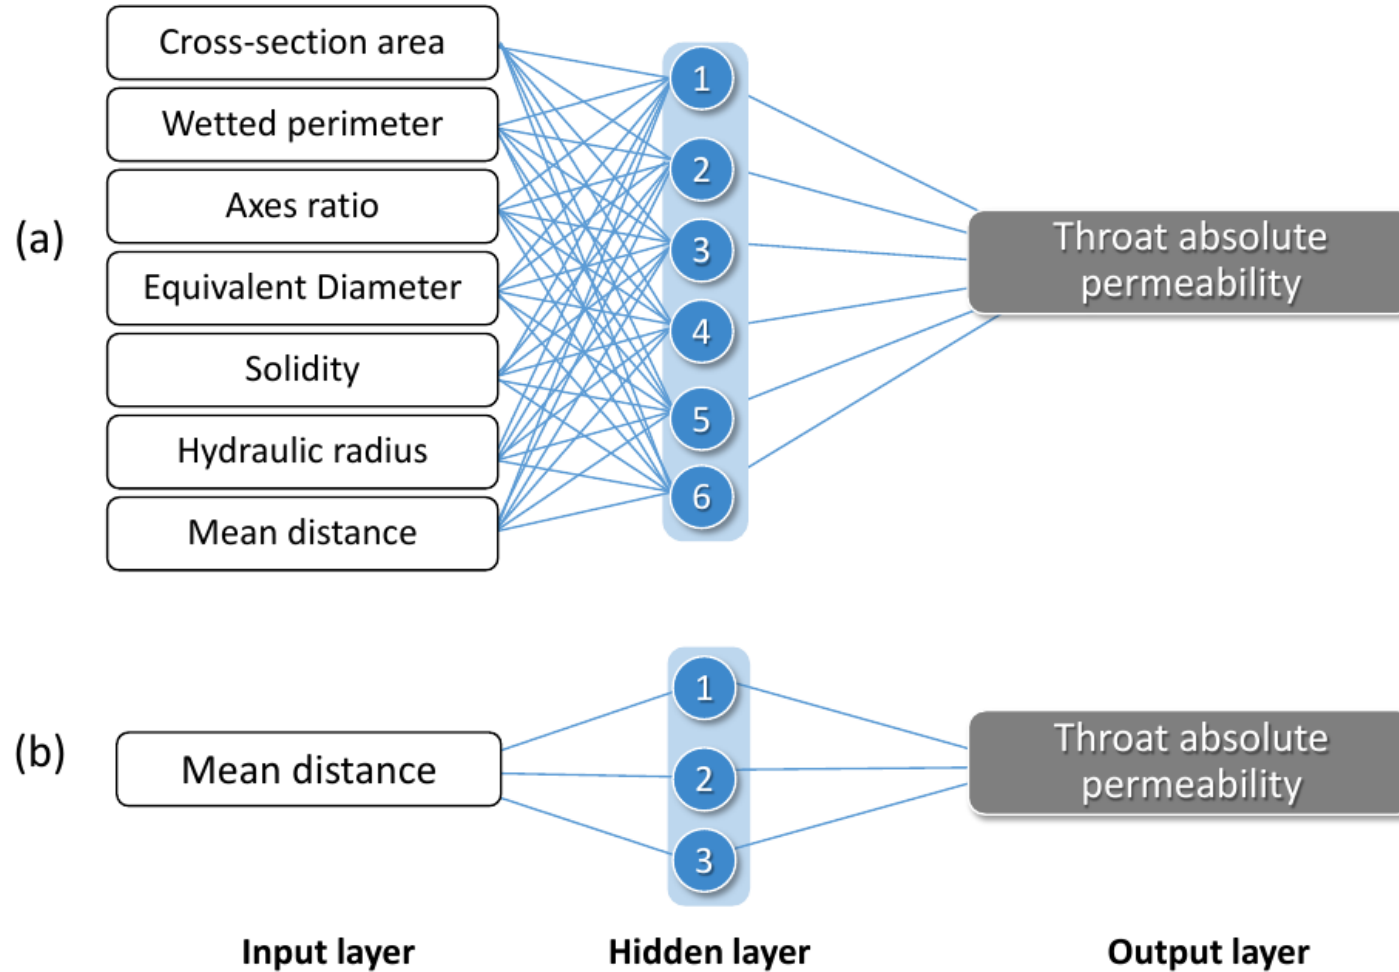 (a)
Cross-section area
Wetted perimeter
Axes ratio
Equivalent Diameter
Solidity
Hydraulic radius
Mean distance
1
2
3
4
5
6
Throat absolute
permeability
(b)
Mean distance
1
2
3
Throat absolute
permeability
Input layer
Hidden layer
Output layer